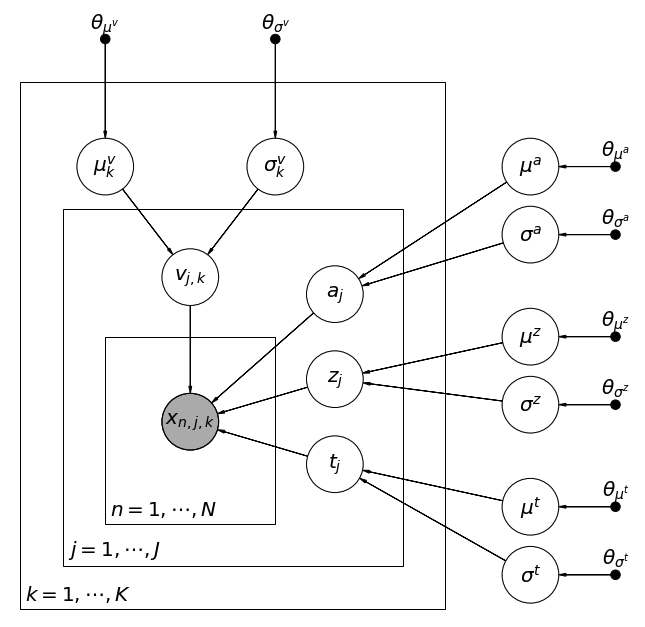 θ_{μ^v} θ_{σ^v}
μ_k^v σ_k^v μ^a θ_{μ^a}
σ^a θ_{σ^a}
v_{j,k} a_j
μ^z θ_{μ^z}
z_j σ^z θ_{σ^z}
x_{n,j,k}
t_j
n = 1, ⋯, N μ^t θ_{μ^t}
j = 1, ⋯, J
σ^t θ_{σ^t}
k = 1, ⋯, K